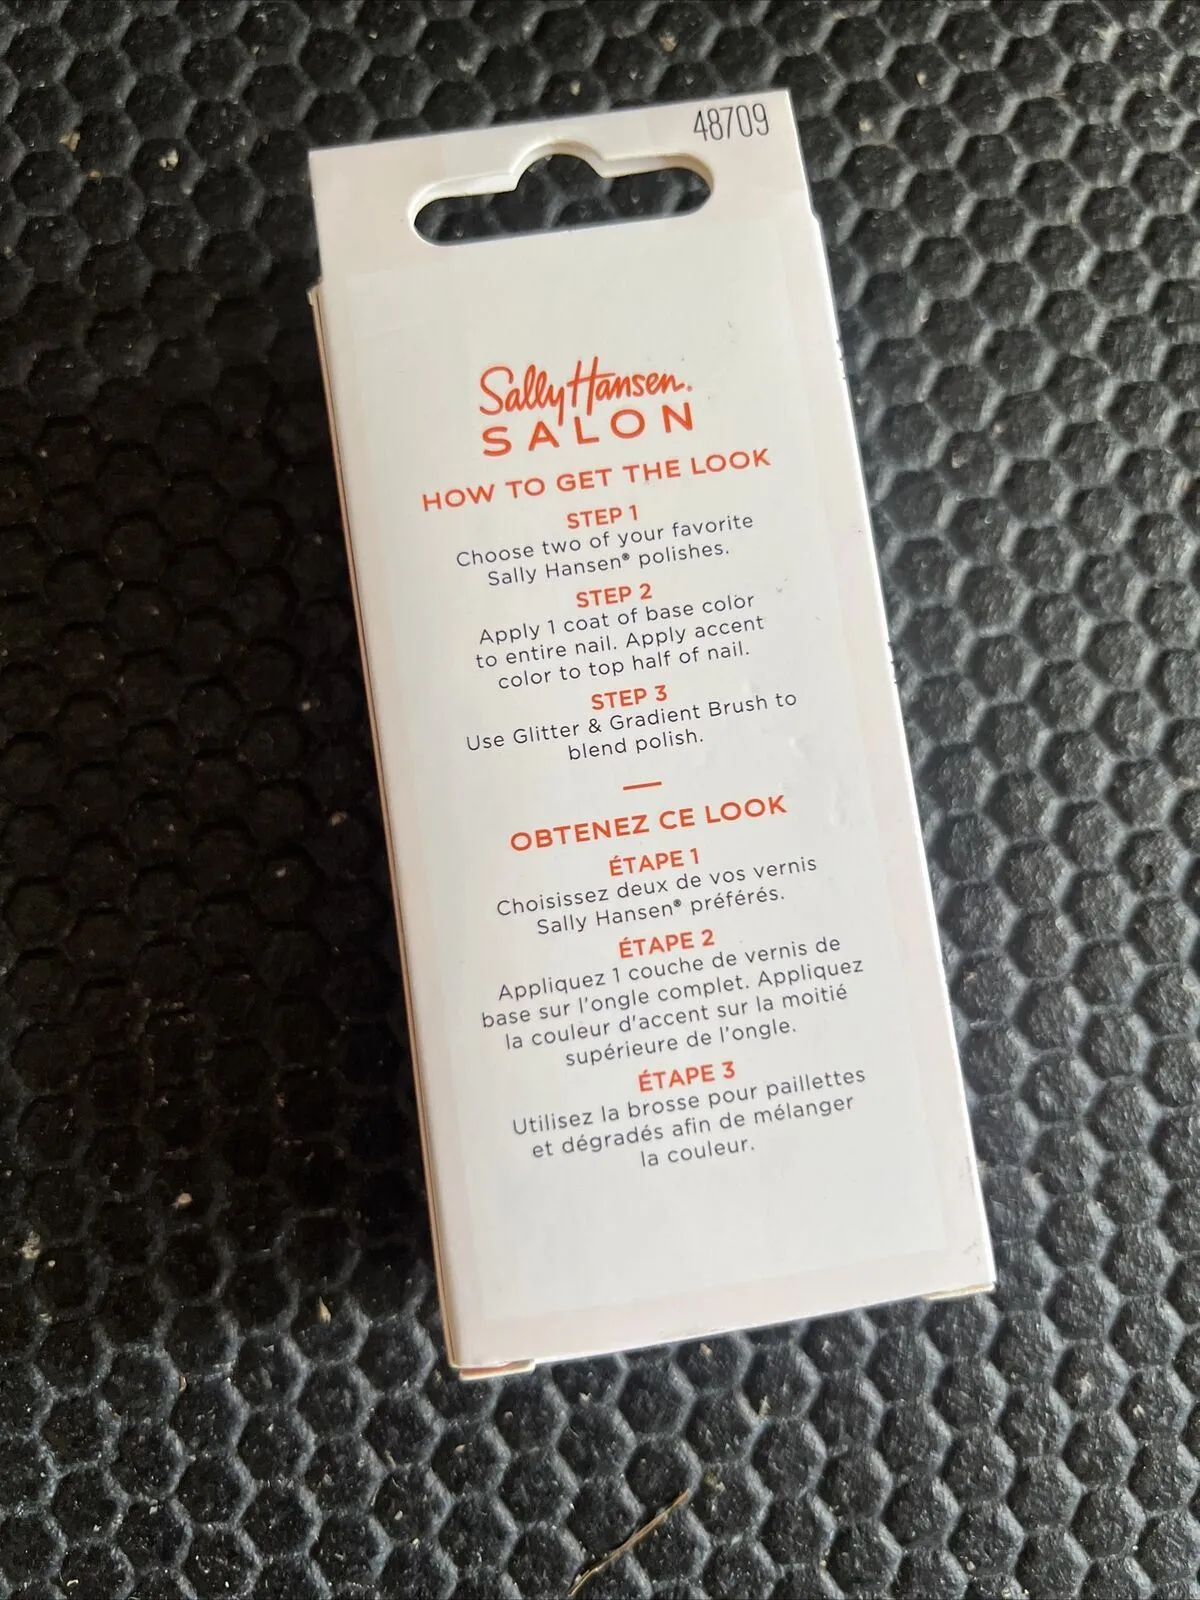 48709
Sally Hansen.
SALON
HOW TO GET THE LOOK
STEP 1
Choose two of your favorite
Sally Hansen® polishes.
STEP 2
Apply 1 coat of base color
to entire nail. Apply accent
color to top half of nail.
STEP 3
Use Glitter & Gradient Brush to
blend polish.
OBTENEZ CE LOOK
ÉTAPE 1
Choisissez deux de vos vernis
Sally Hansen® préférés.
ÉTAPE 2
Appliquez 1 couche de vernis de
base sur l'ongle complet. Appliquez
la couleur d'accent sur la moitié
supérieure de l'ongle.
ÉTAPE 3
Utilisez la brosse pour paillettes
et dégradés afin de mélanger
la couleur.